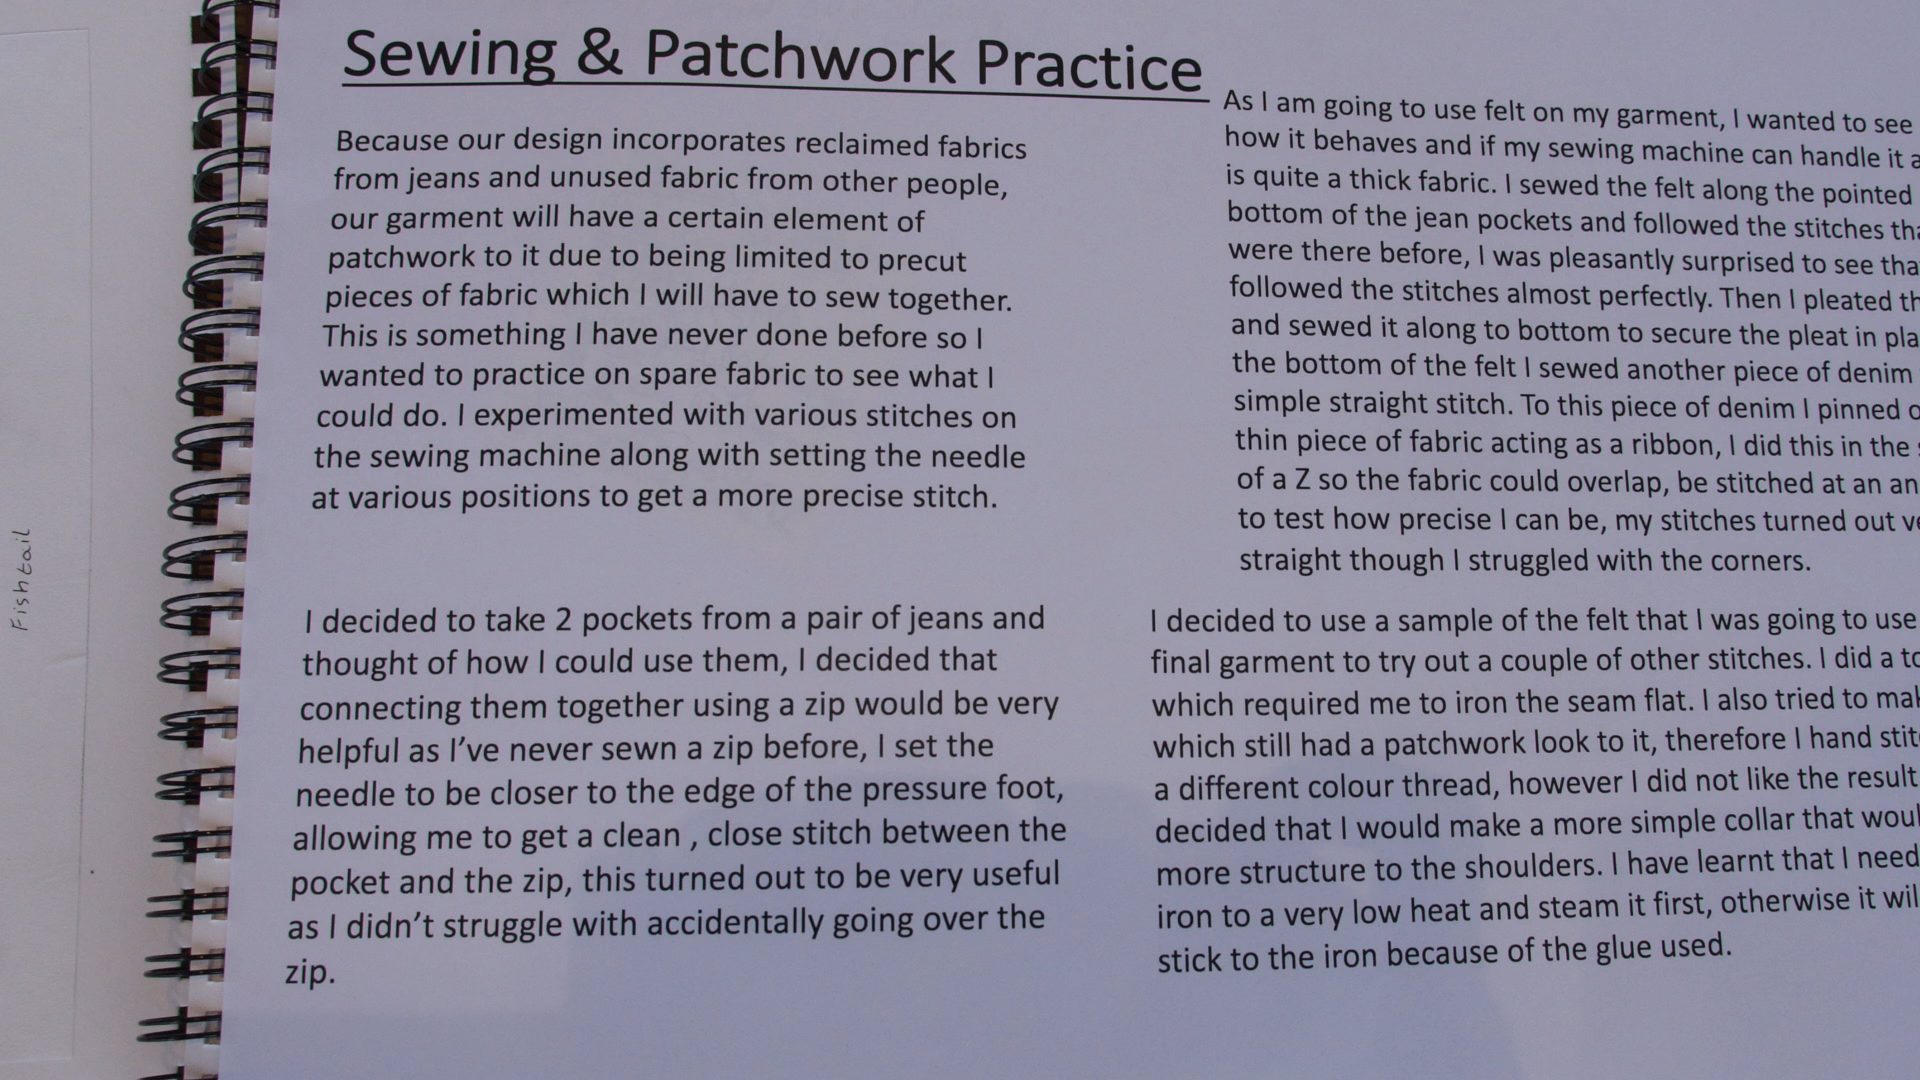 Sewing & Patchwork Practice
Because our design incorporates reclaimed fabrics
from jeans and unused fabric from other people,
our garment will have a certain element of
patchwork to it due to being limited to precut
pieces of fabric which I will have to sew together.
This is something I have never done before so I
wanted to practice on spare fabric to see what I
could do. I experimented with various stitches on
the sewing machine along with setting the needle
at various positions to get a more precise stitch.
I decided to take 2 pockets from a pair of jeans and
thought of how I could use them, I decided that
connecting them together using a zip would be very
helpful as I’ve never sewn a zip before, I set the
needle to be closer to the edge of the pressure foot,
allowing me to get a clean , close stitch between the
pocket and the zip, this turned out to be very useful
as I didn’t struggle with accidentally going over the
zip.
As I am going to use felt on my garment, I wanted to see
how it behaves and if my sewing machine can handle it
is quite a thick fabric. I sewed the felt along the pointed
bottom of the jean pockets and followed the stitches
were there before, I was pleasantly surprised to see
followed the stitches almost perfectly. Then I pleated
and sewed it along to bottom to secure the pleat in
the bottom of the felt I sewed another piece of denim
simple straight stitch. To this piece of denim I pinned
thin piece of fabric acting as a ribbon, I did this in the
of a Z so the fabric could overlap, be stitched at an
to test how precise I can be, my stitches turned out
straight though I struggled with the corners.
I decided to use a sample of the felt that I was going to use
final garment to try out a couple of other stitches. I did a
which required me to iron the seam flat. I also tried to
which still had a patchwork look to it, therefore I hand
a different colour thread, however I did not like the result
decided that I would make a more simple collar that
more structure to the shoulders. I have learnt that I need
iron to a very low heat and steam it first, otherwise it
stick to the iron because of the glue used.
Fishtail